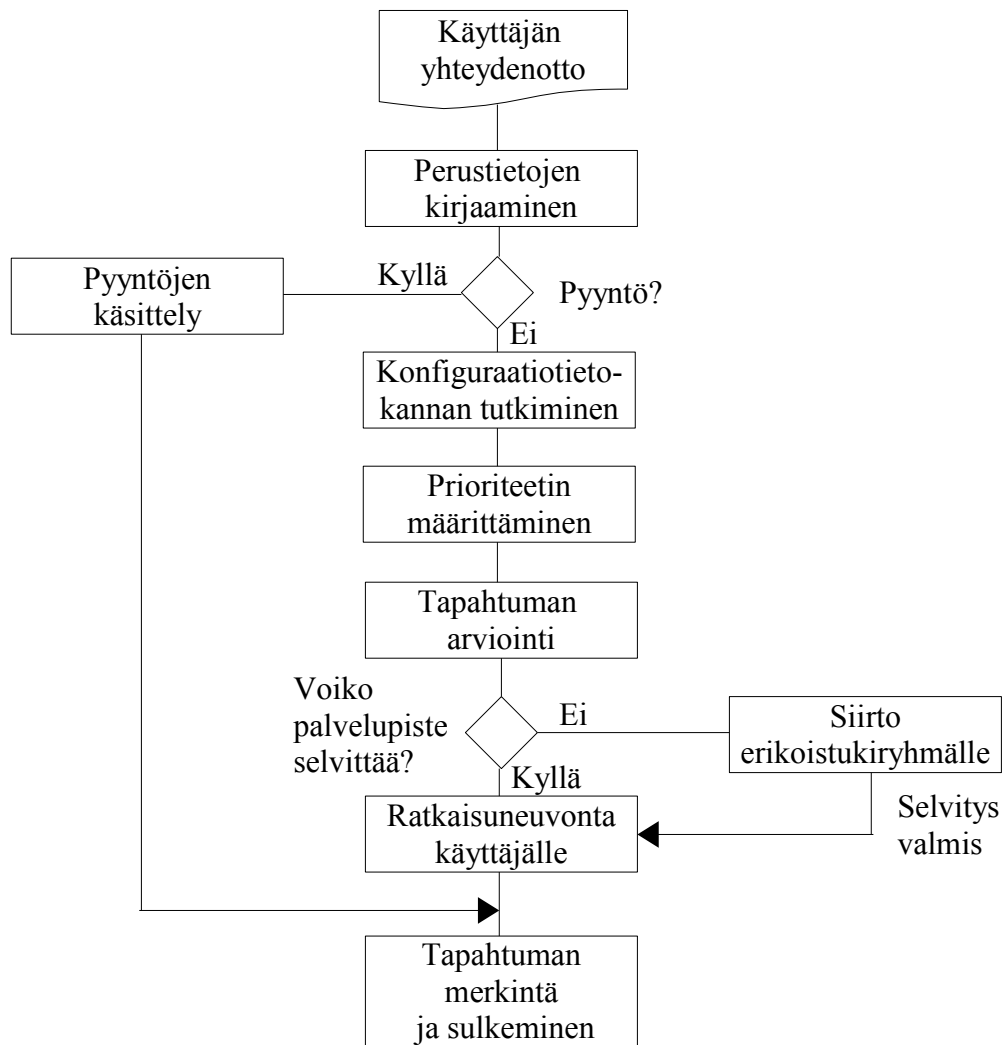 Käyttäjän
yhteydenotto
Perustietojen
kirjaaminen
Pyyntöjen
käsittely
Kyllä
Pyyntö?
Ei
Konfiguraatiotieto-
kannan tutkiminen
Prioriteetin
määrittäminen
Tapahtuman
arviointi
Voiko
palvelupiste
selvittää?
Ei
Siirto
erikoistukiryhmälle
Kyllä
Ratkaisuneuvonta
käyttäjälle
Selvitys
valmis
Tapahtuman
merkintä
ja sulkeminen